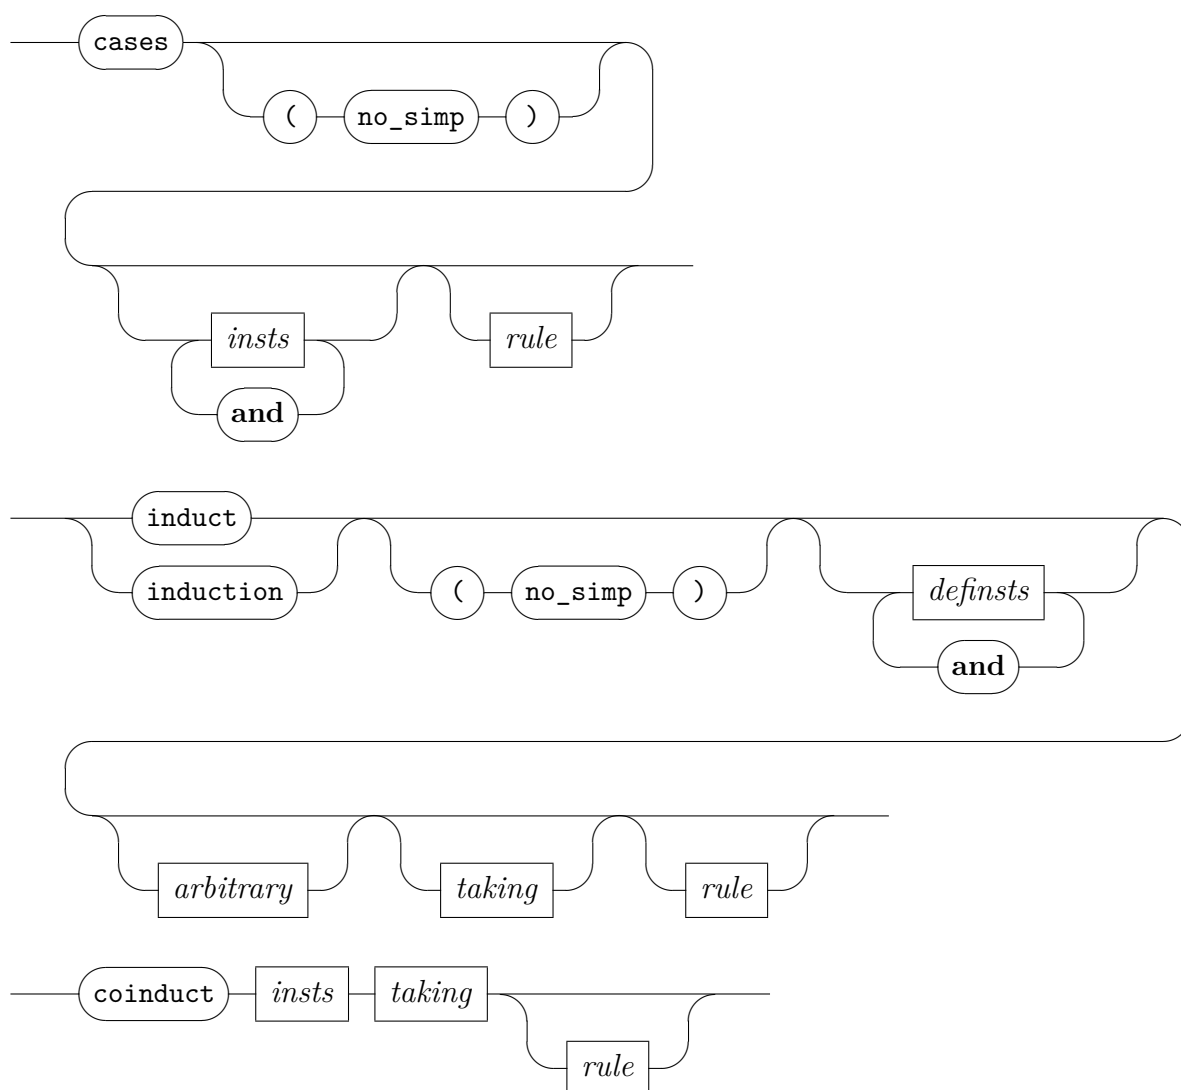 cases
( no_simp )
insts rule
and
induct
induction ( no_simp ) definsts
and
arbitrary taking rule
coinduct insts taking
rule